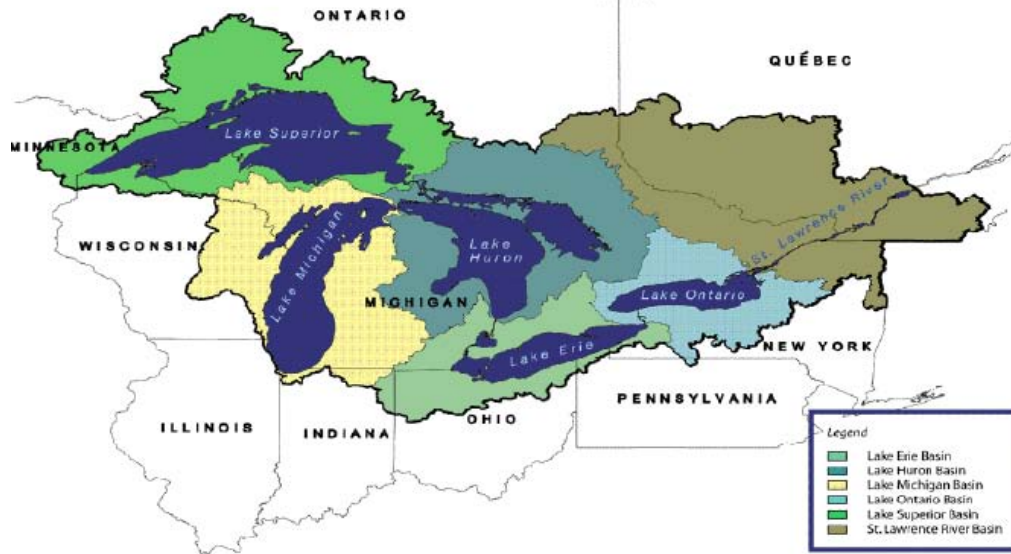 ONTARIO
QUÉBEC
Lake Superior
MINNESOTA
St. Lawrence River
WISCONSIN
Lake Michigan
Lake
Huron
MICHIGAN
Lake Ontario
NEW YORK
Lake Erie
PENNSYLVANIA
OHIO
ILLINOIS
INDIANA
Legend
Lake Erie Basin
Lake Huron Basin
Lake Michigan Basin
Lake Ontario Basin
Lake Superior Basin
St. Lawrence River Basin